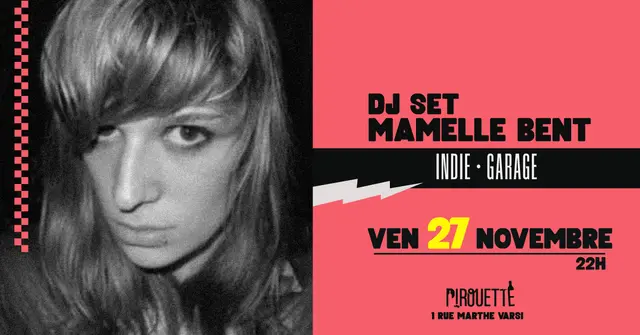 DJ SET
MAMELLE BENT
INDIE • GARAGE
VEN 27 NOVEMBRE
22H
PIROUETTE
1 RUE MARTHE VARSI